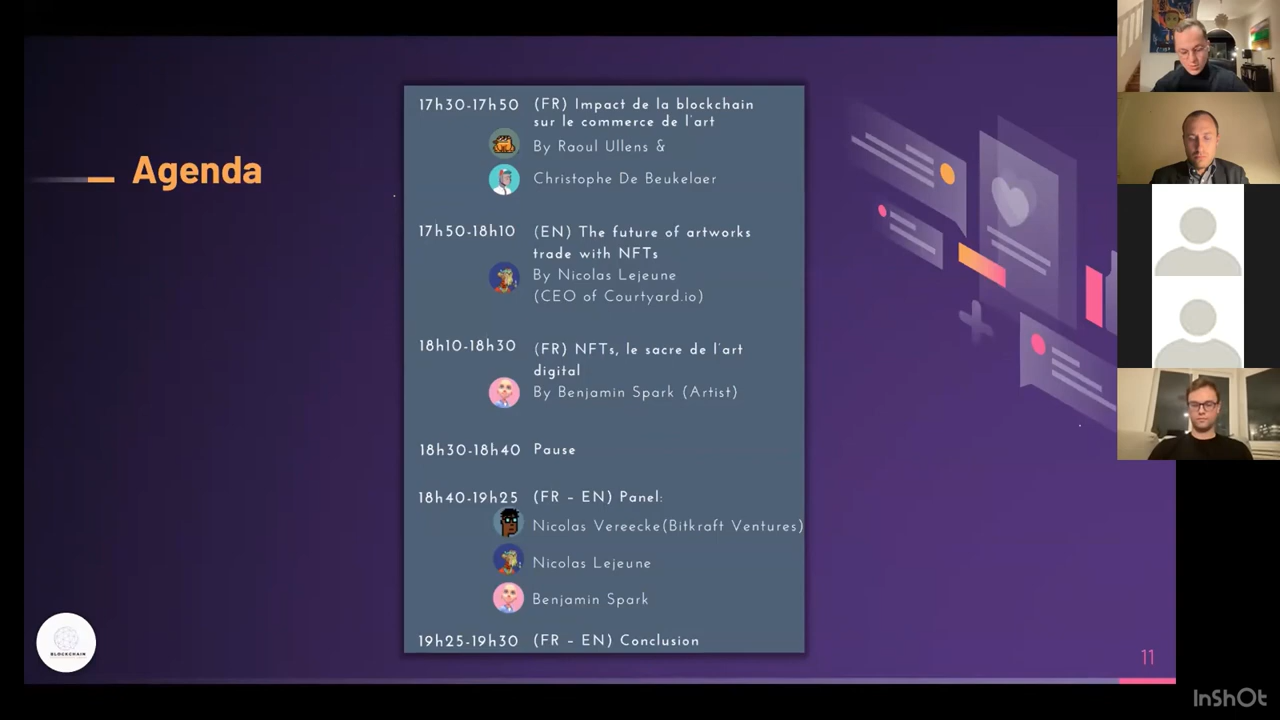 Agenda
17h30-17h50 (FR) Impact de la blockchain
sur le commerce de l'art
By Raoul Ullens &
Christophe De Beukelaer
17h50-18h10 (EN) The future of artworks
trade with NFTs
By Nicolas Lejeune
(CEO of Courtyard.io)
18h10-18h30 (FR) NFTs, le sacre de l'art
digital
By Benjamin Spark (Artist)
18h30-18h40 Pause
18h40-19h25 (FR – EN) Panel:
Nicolas Vereecke(Bitkraft Ventures)
Nicolas Lejeune
Benjamin Spark
19h25-19h30 (FR – EN) Conclusion
BLOCKCHAIN
11
InShOt